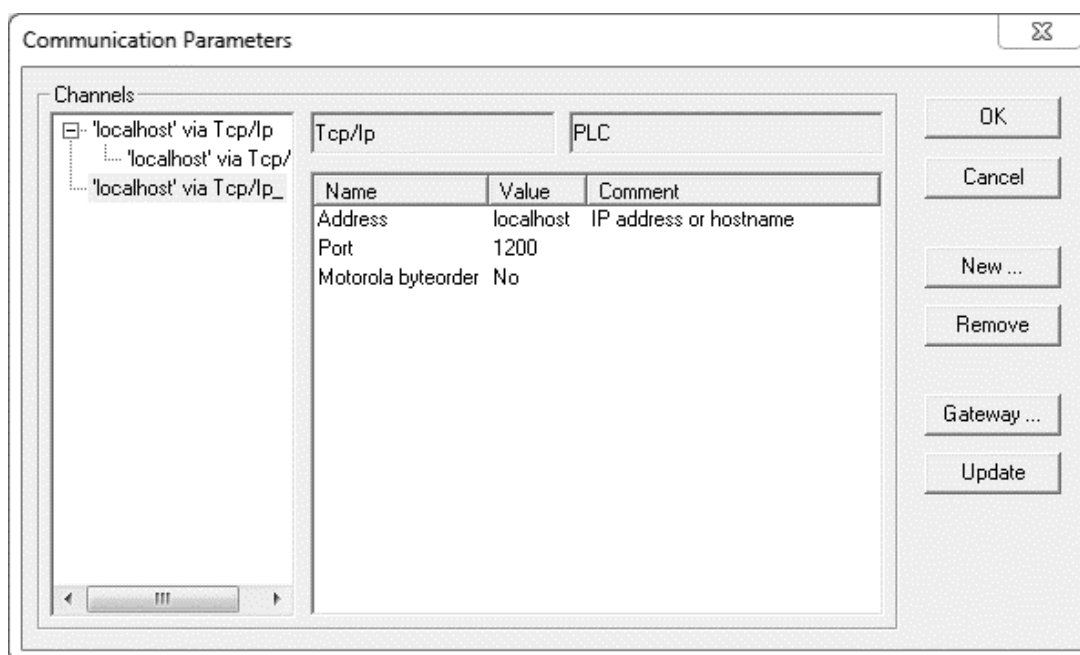 Communication Parameters
Channels
'localhost' via Tcp/Ip
'localhost' via Tcp/
'localhost' via Tcp/Ip_
Tcp/Ip
PLC
Name Value Comment
Address localhost IP address or hostname
Port 1200
Motorola byteorder No
OK
Cancel
New ...
Remove
Gateway ...
Update